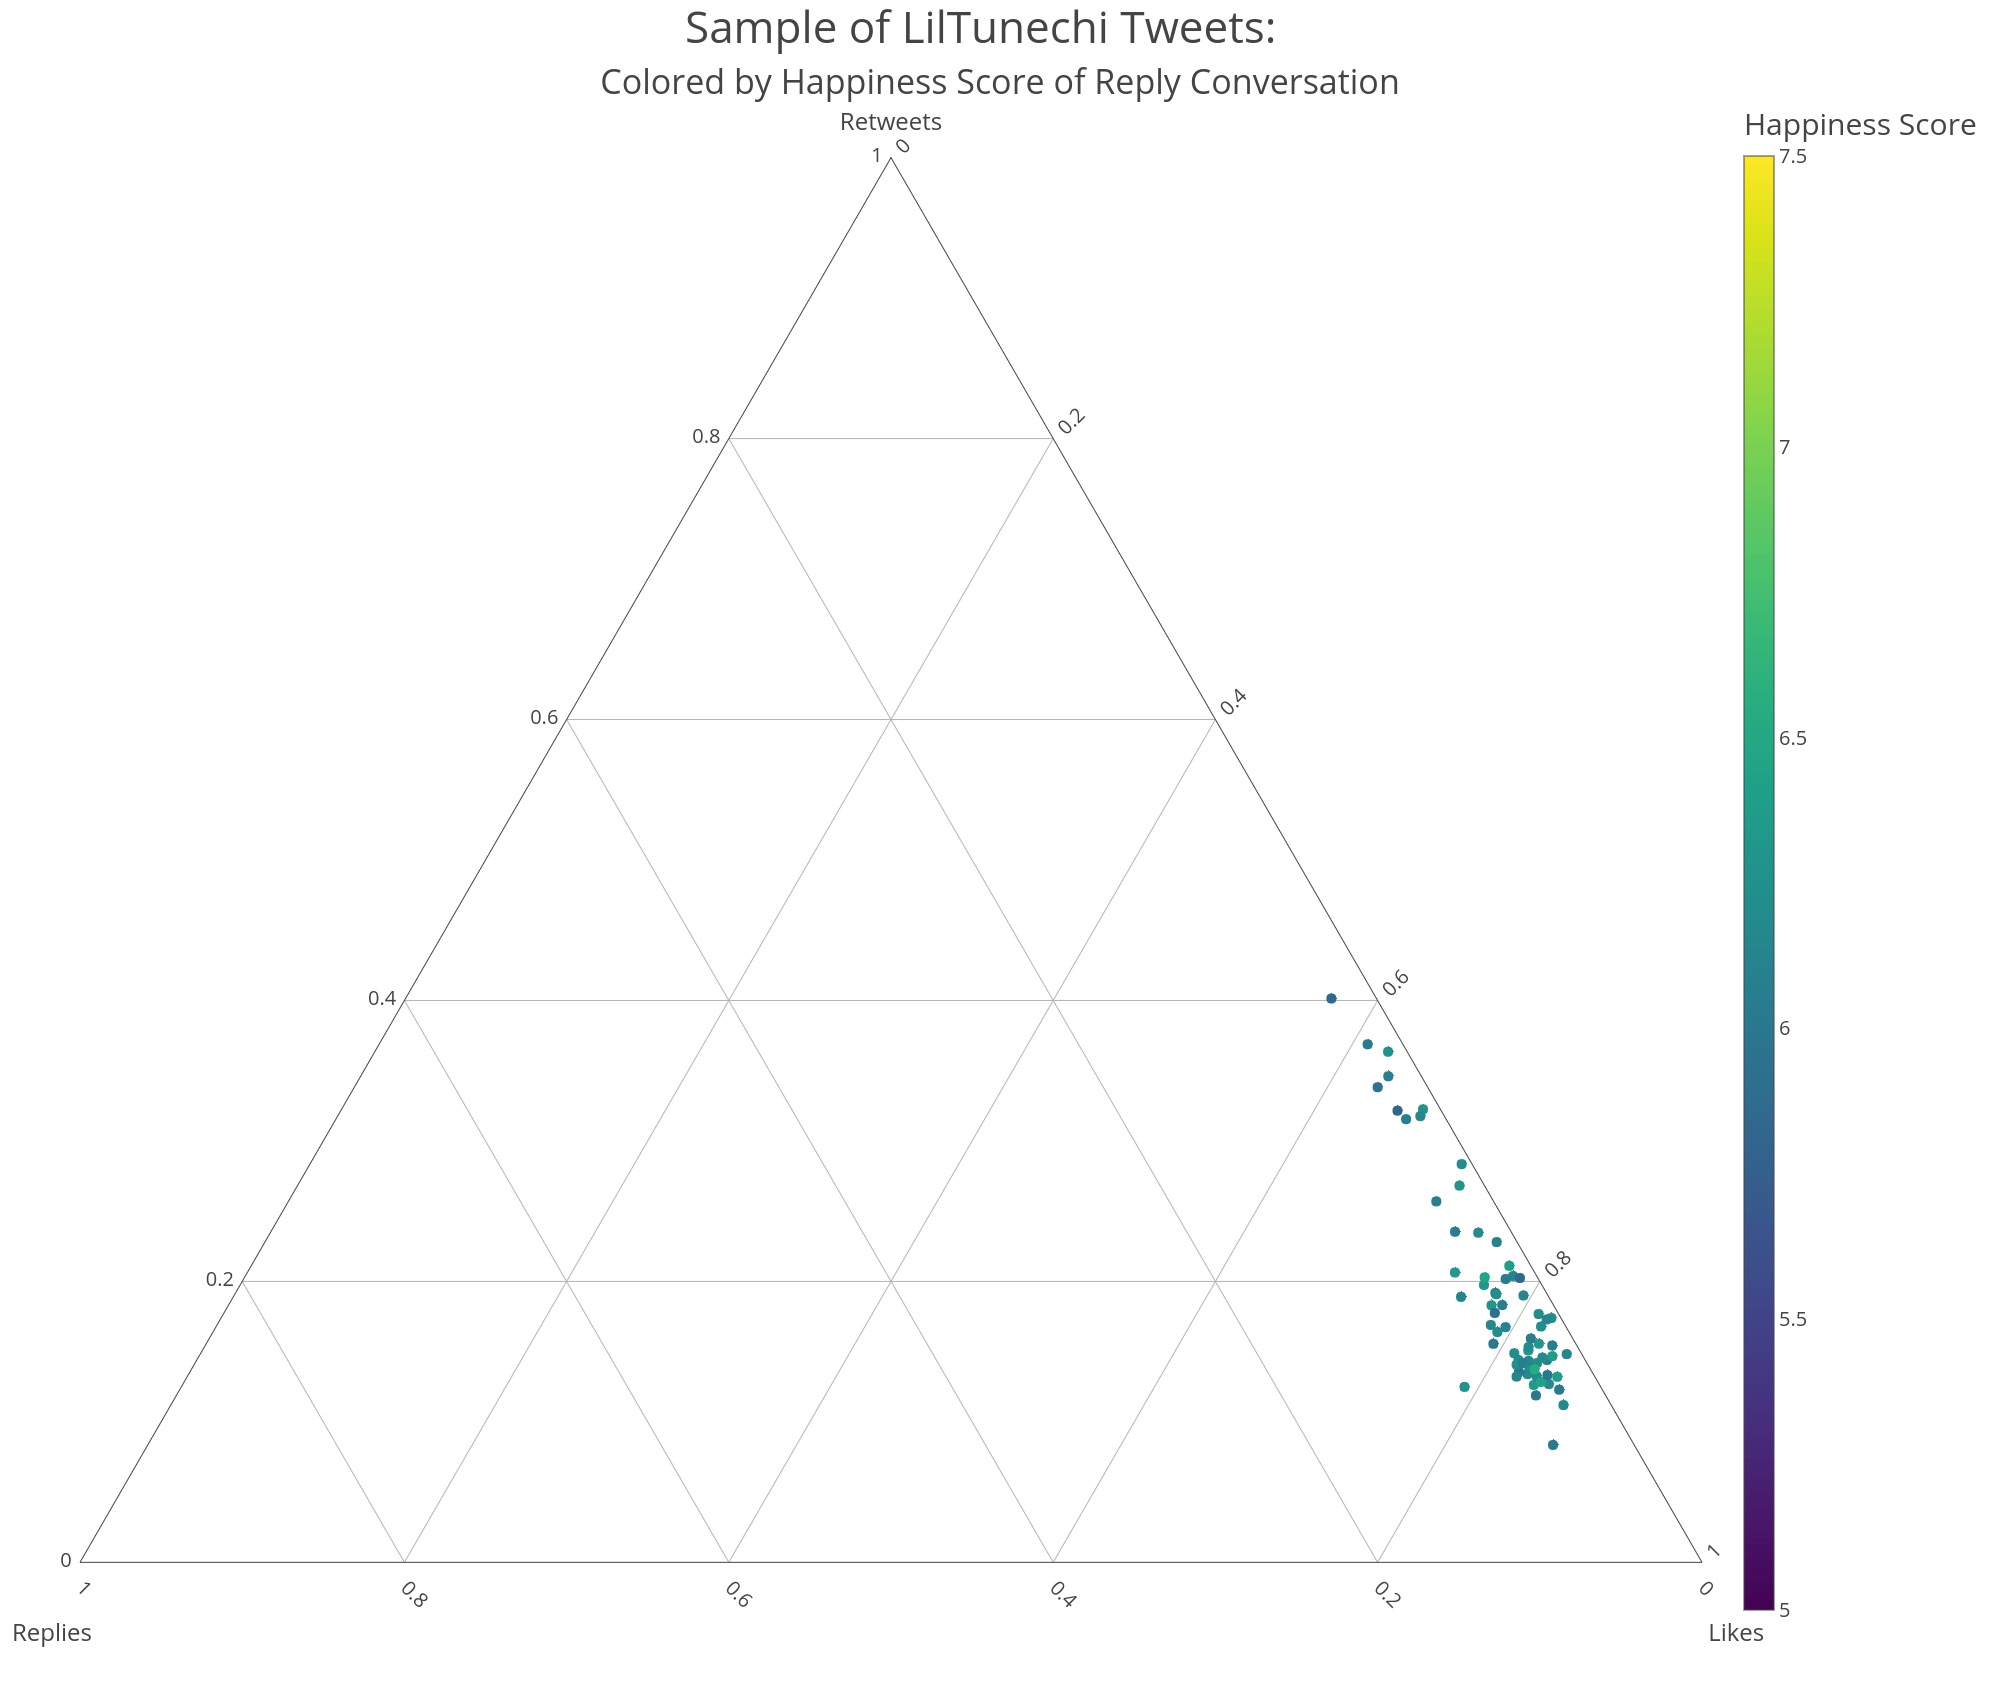 Sample of LilTunechi Tweets:
Colored by Happiness Score of Reply Conversation
Retweets
Happiness Score
1 0
7.5
0.8 0.2
7
0.6 0.4
6.5
0.4 0.6
6
0.2 0.8
5.5
0 1
1 0.8 0.6 0.4 0.2 0
5
Replies
Likes